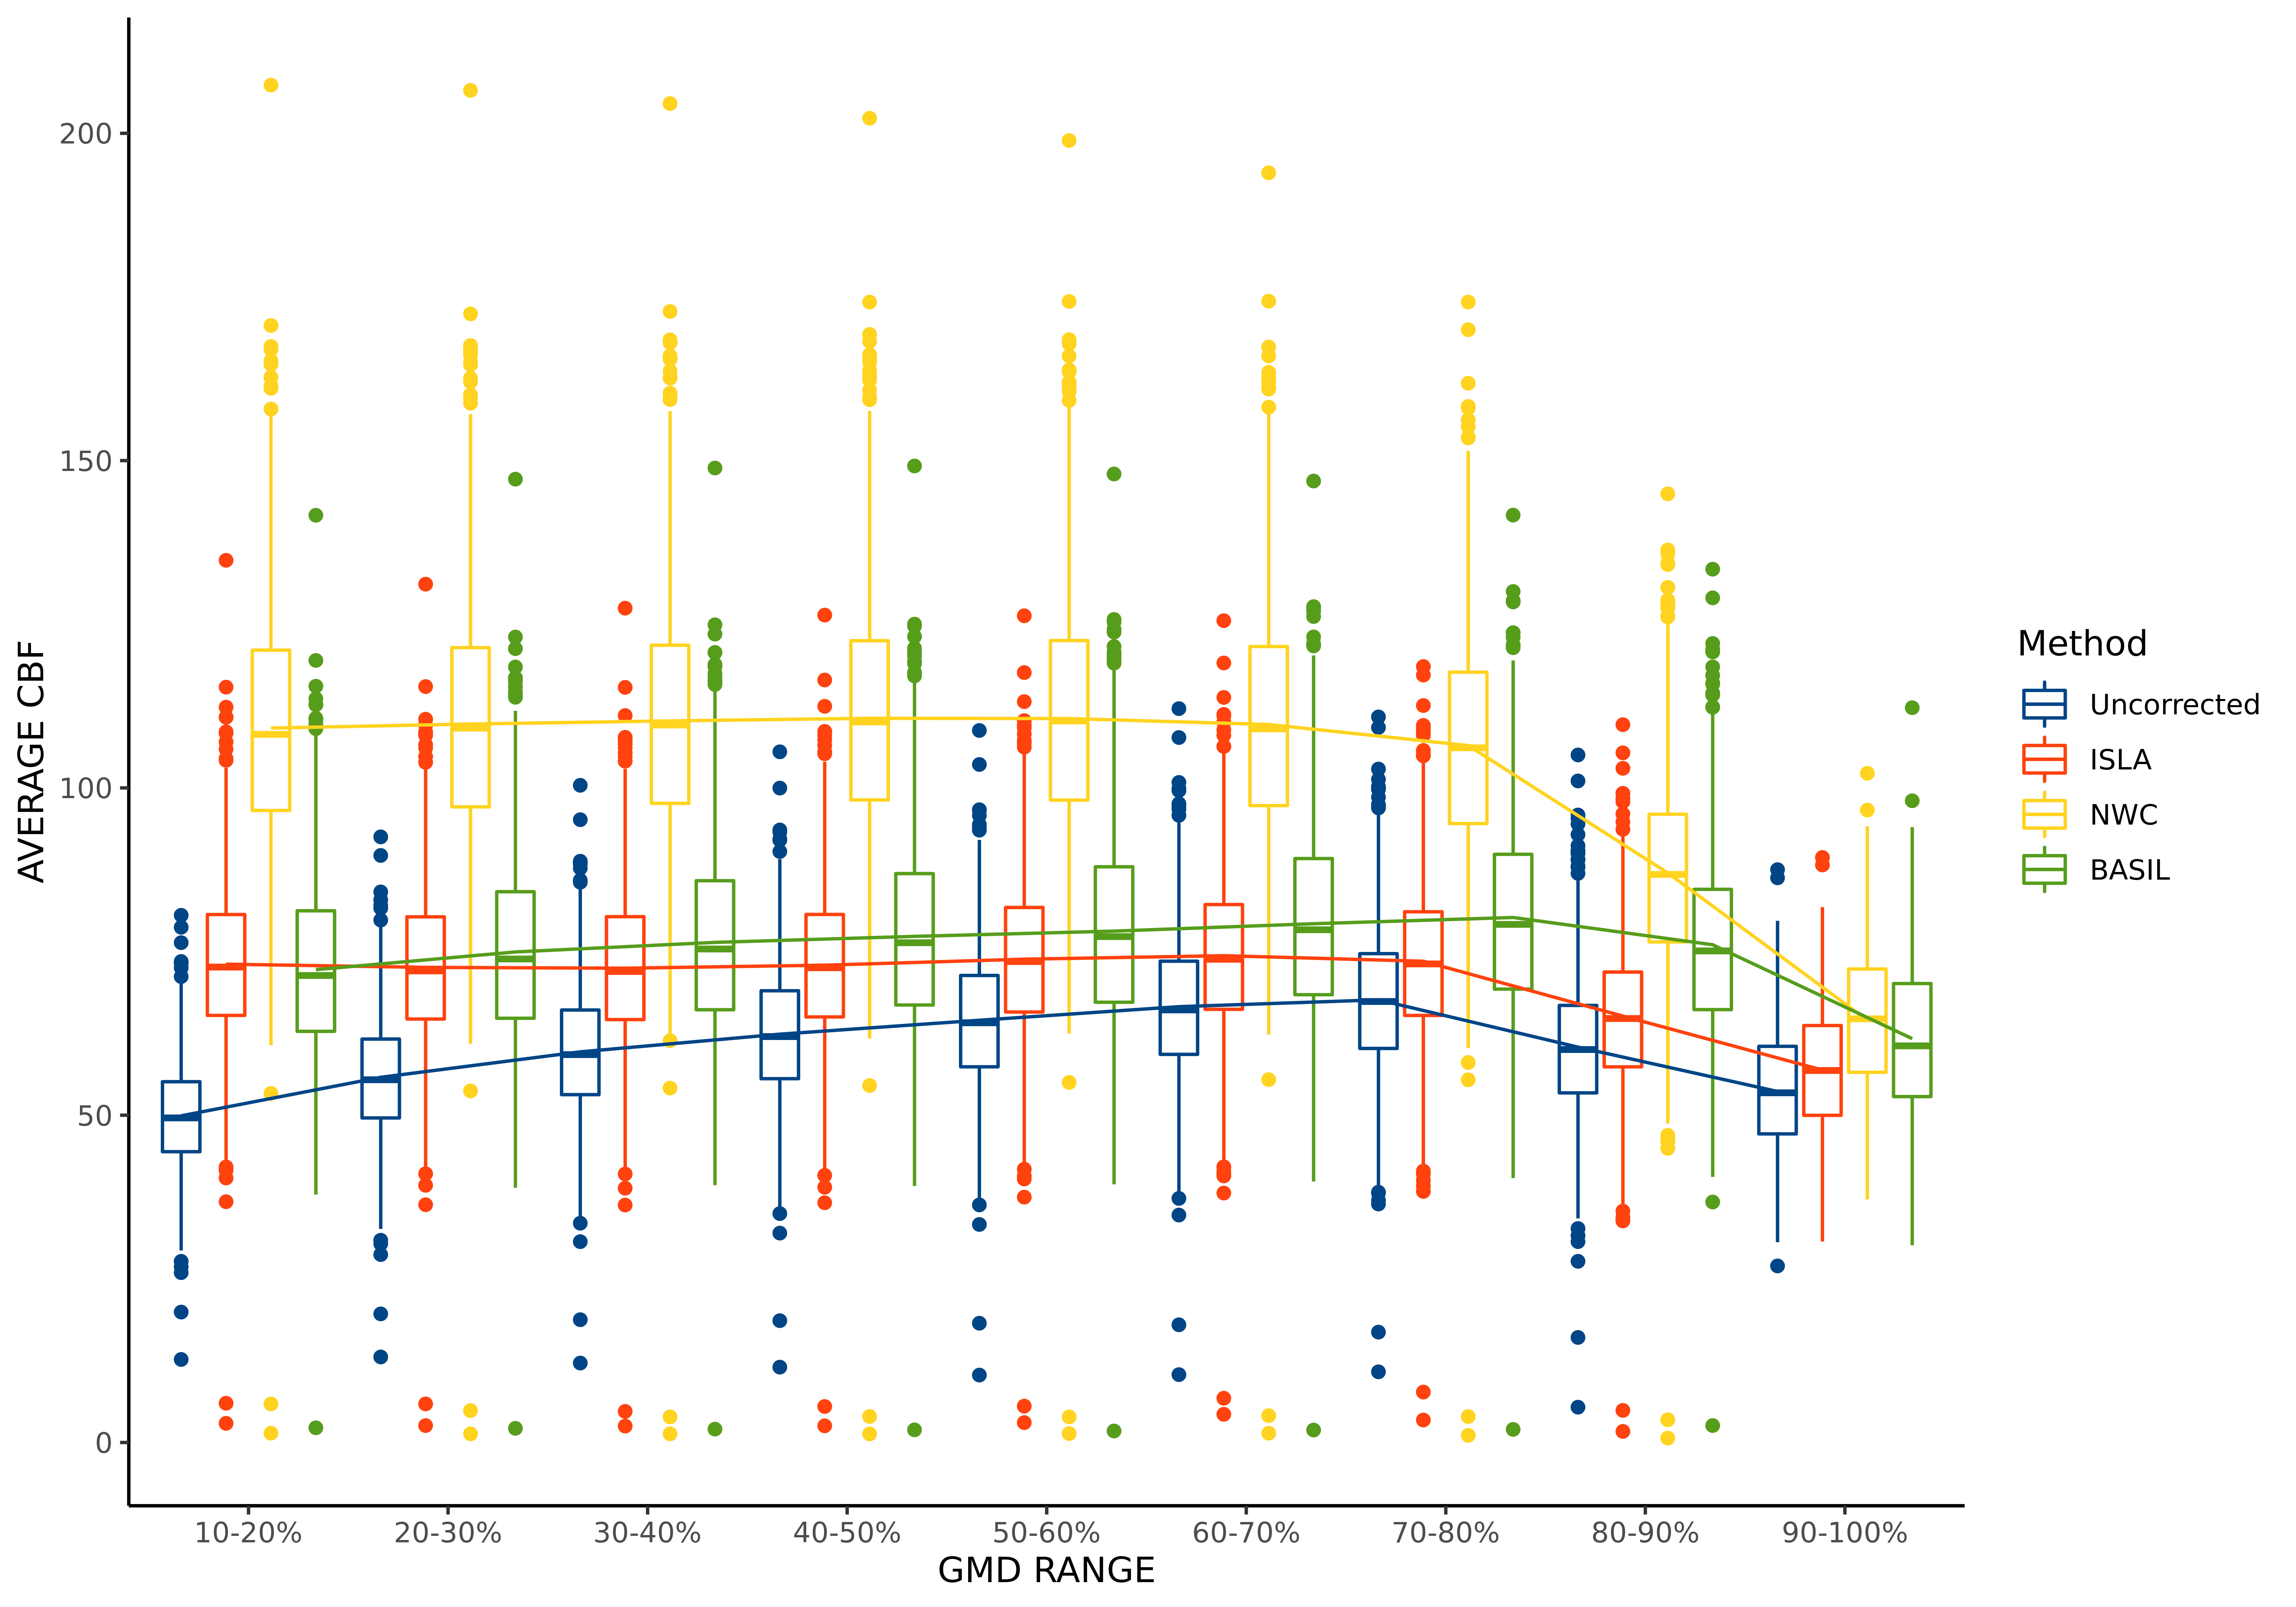 AVERAGE CBF
200
150
100
50
0
10-20% 20-30% 30-40% 40-50% 50-60% 60-70% 70-80% 80-90% 90-100%
GMD RANGE
Method
Uncorrected
ISLA
NWC
BASIL